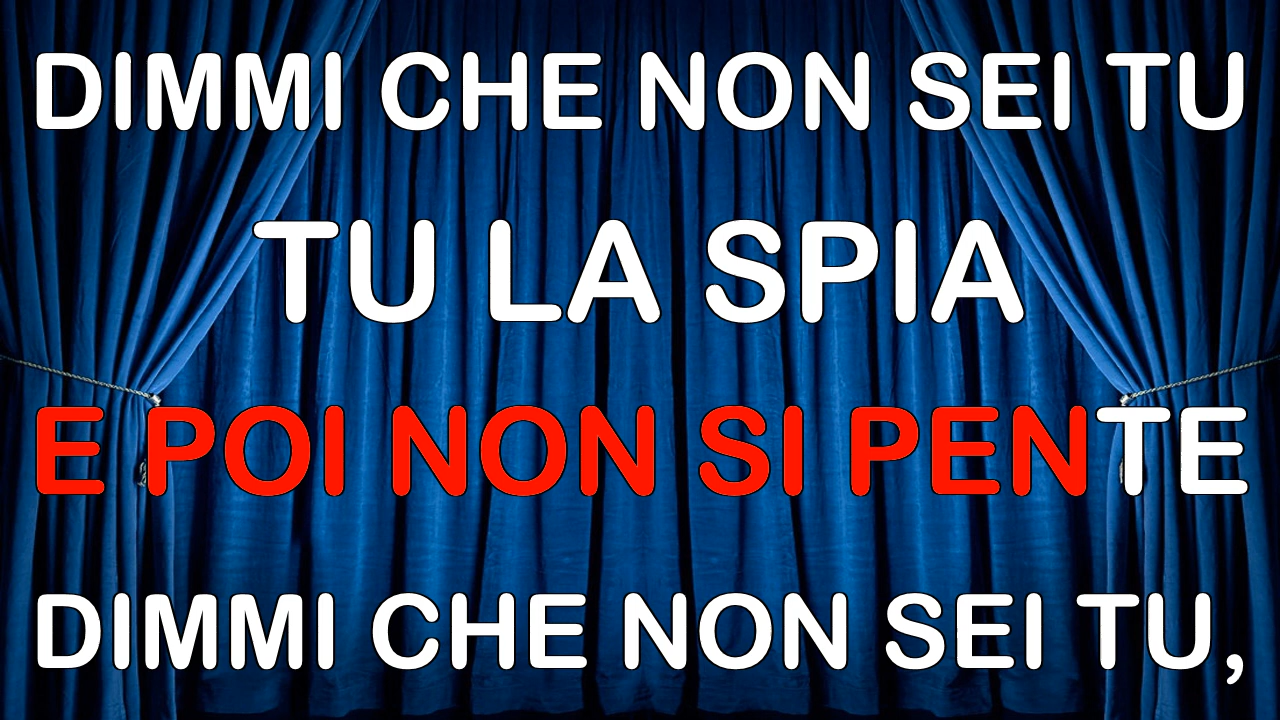 DIMMI CHE NON SEI TU
TU LA SPIA
E POI NON SI PENTE
DIMMI CHE NON SEI TU,